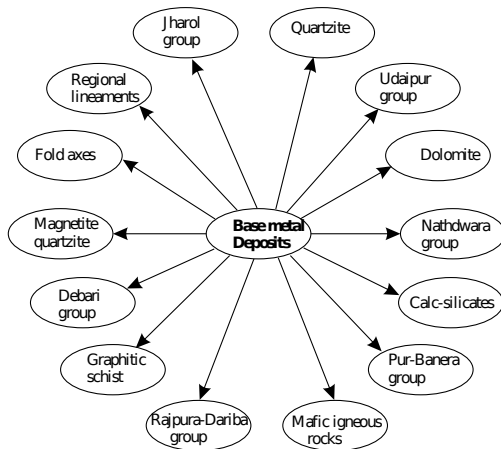 Jharol
group
Quartzite
Regional
lineaments
Udaipur
group
Fold axes
Dolomite
Magnetite
quartzite
Base metal
Deposits
Nathdwara
group
Debari
group
Calc-silicates
Graphitic
schist
Pur-Banera
group
Rajpura-Dariba
group
Mafic igneous
rocks